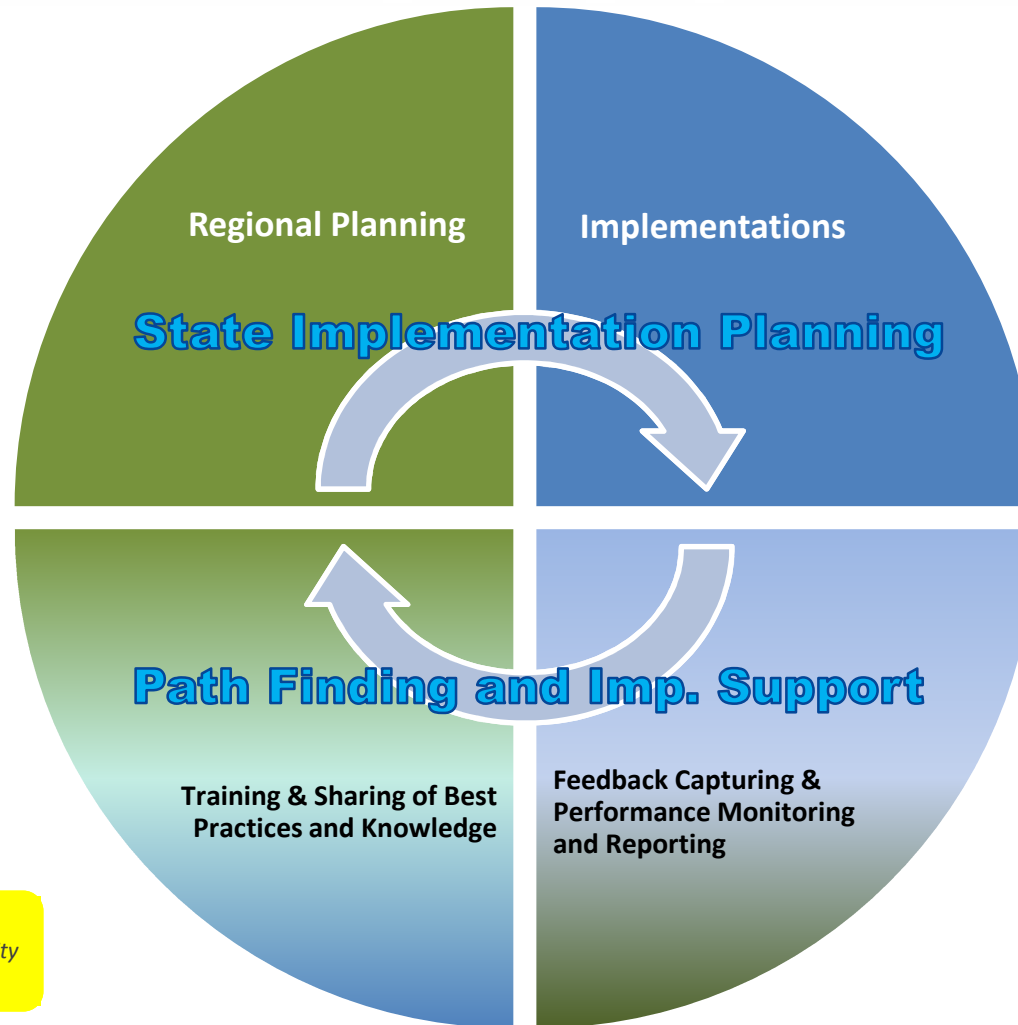 Regional Planning
Implementations
State Implementation Planning
Path Finding and Imp. Support
Training & Sharing of Best
Practices and Knowledge
Feedback Capturing &
Performance Monitoring
and Reporting